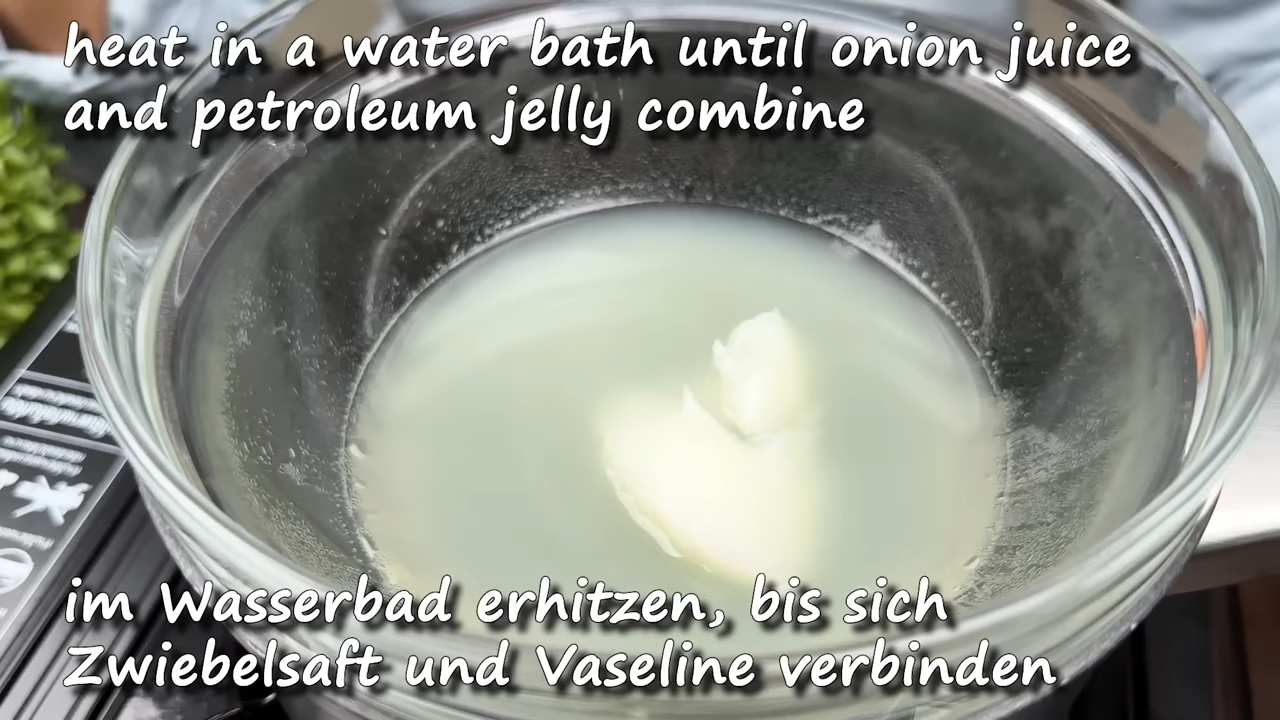 heat in a water bath until onion juice
and petroleum jelly combine
im Wasserbad erhitzen, bis sich
Zwiebelsaft und Vaseline verbinden